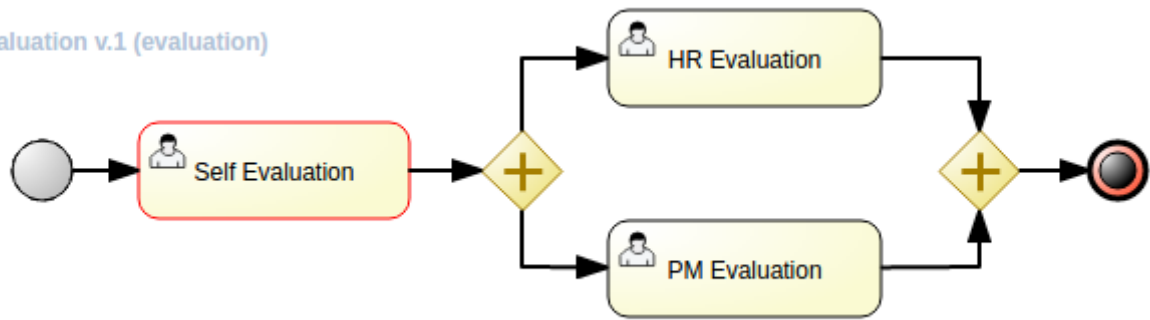 aluation v.1 (evaluation)
HR Evaluation
Self Evaluation
PM Evaluation